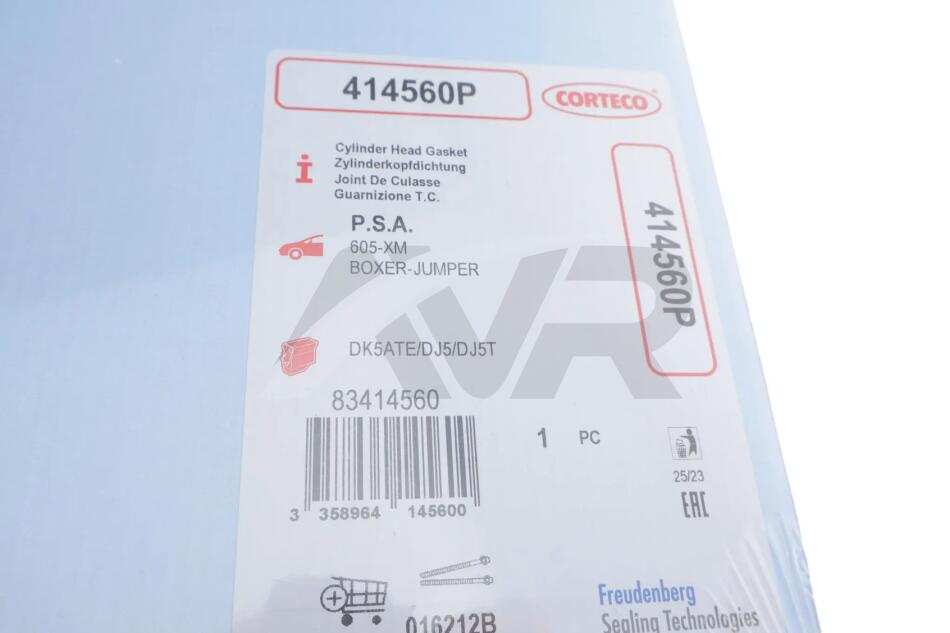 414560P
CORTECO
Cylinder Head Gasket
Zylinderkopfdichtung
Joint De Culasse
Guarnizione T.C.
414560P
P.S.A.
605-XM
BOXER-JUMPER
VR
DK5ATE/DJ5/DJ5T
83414560
1 PC
25/23
EAC
3 358964 145600
016212B
Freudenberg
Sealing Technologies